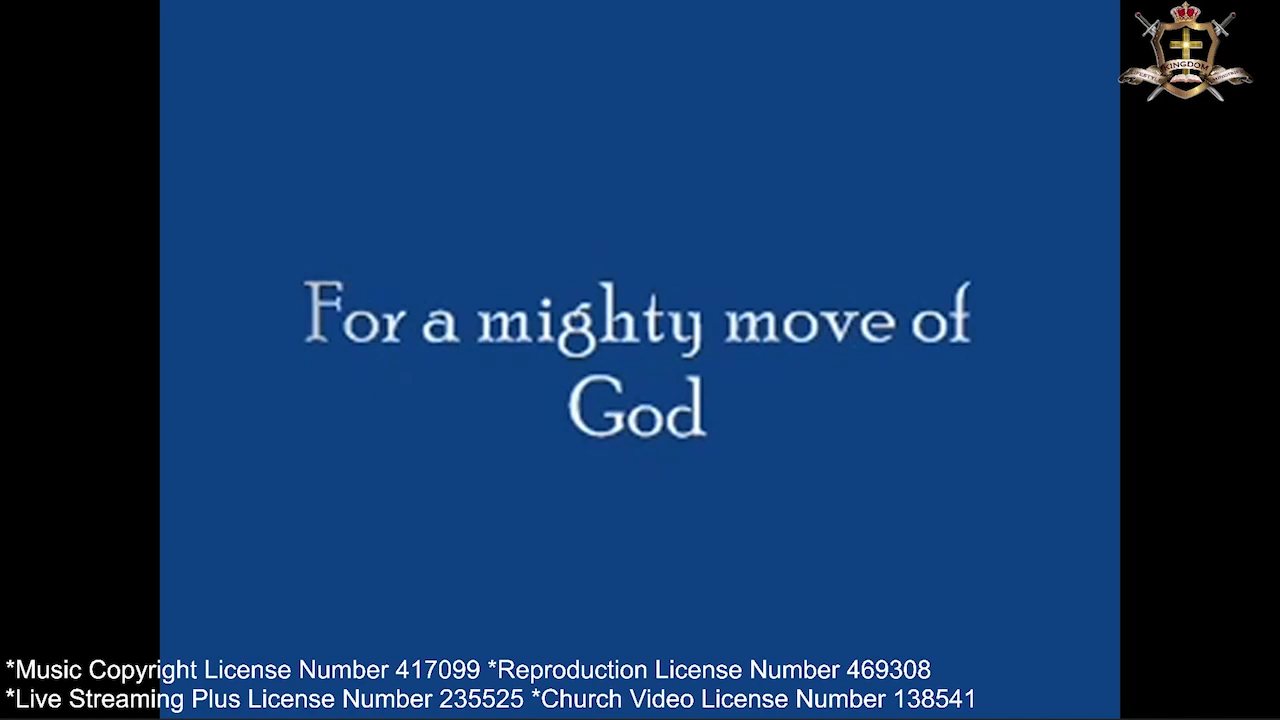 KINGDOM
For a mighty move of
God
*Music Copyright License Number 417099 *Reproduction License Number 469308
*Live Streaming Plus License Number 235525 *Church Video License Number 138541